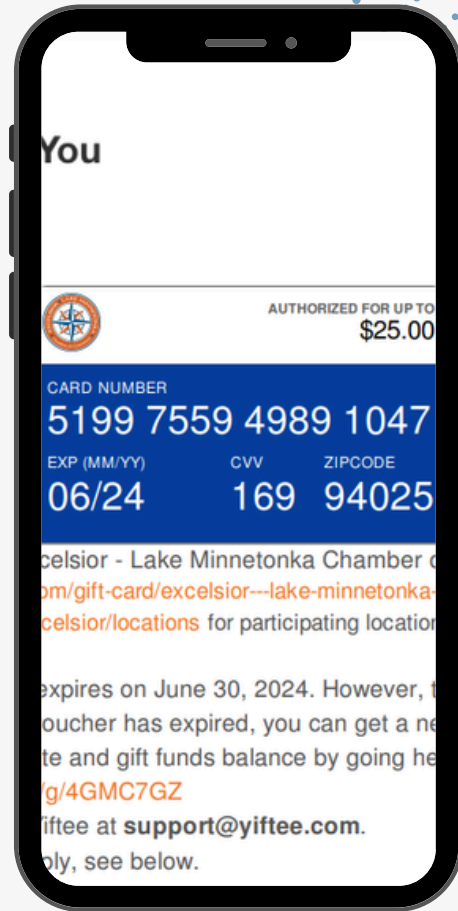 You
AUTHORIZED FOR UP TO
$25.00
CARD NUMBER
5199 7559 4989 1047
EXP (MM/YY) CVV ZIPCODE
06/24 169 94025
celsior - Lake Minnetonka Chamber
om/gift-card/excelsior---lake-minnetonka-
celsior/locations for participating location
expires on June 30, 2024. However, t
oucher has expired, you can get a ne
te and gift funds balance by going he
/g/4GMC7GZ
iftee at support@yiftee.com.
ply, see below.